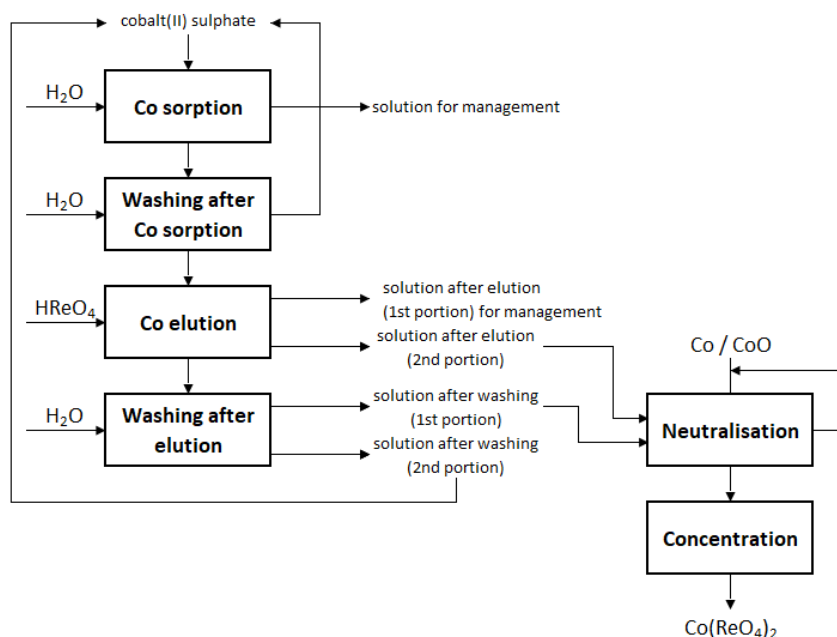 cobalt(II) sulphate
H₂O
Co sorption
solution for management
H₂O
Washing after
Co sorption
HReO₄
Co elution
solution after elution
(1st portion) for management
solution after elution
(2nd portion)
Co / CoO
H₂O
Washing after
elution
solution after washing
(1st portion)
solution after washing
(2nd portion)
Neutralisation
Concentration
Co(ReO₄)₂